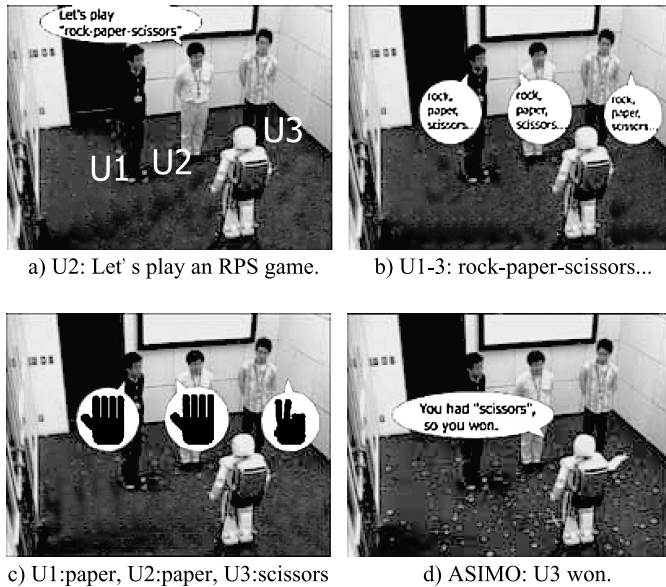 Let's play
"rock-paper-scissors"
U1
U2
U3
a) U2: Let's play an RPS game.
rock,
paper,
scissors...
rock,
paper,
scissors...
rock,
paper,
scissors...
b) U1-3: rock-paper-scissors...
c) U1:paper, U2:paper, U3:scissors
You had "scissors",
so you won.
d) ASIMO: U3 won.